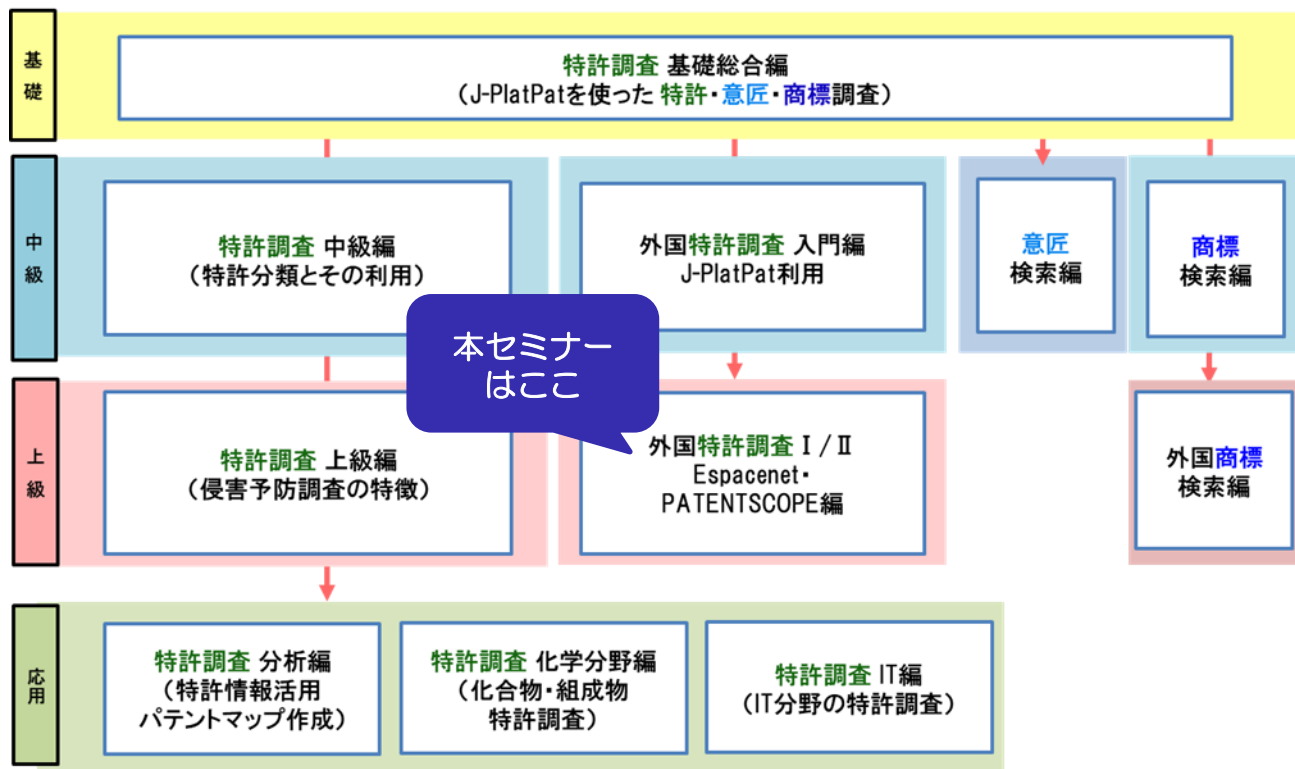 基礎
特許調査 基礎総合編
（J-PlatPatを使った 特許・意匠・商標調査）
中級
特許調査 中級編
（特許分類とその利用）
外国特許調査 入門編
J-PlatPat利用
意匠
検索編
商標
検索編
本セミナー
はここ
上級
特許調査 上級編
（侵害予防調査の特徴）
外国特許調査 Ⅰ／Ⅱ
Espacenet・
PATENTSCOPE編
外国商標
検索編
応用
特許調査 分析編
（特許情報活用
パテントマップ作成）
特許調査 化学分野編
（化合物・組成物
特許調査）
特許調査 IT編
（IT分野の特許調査）